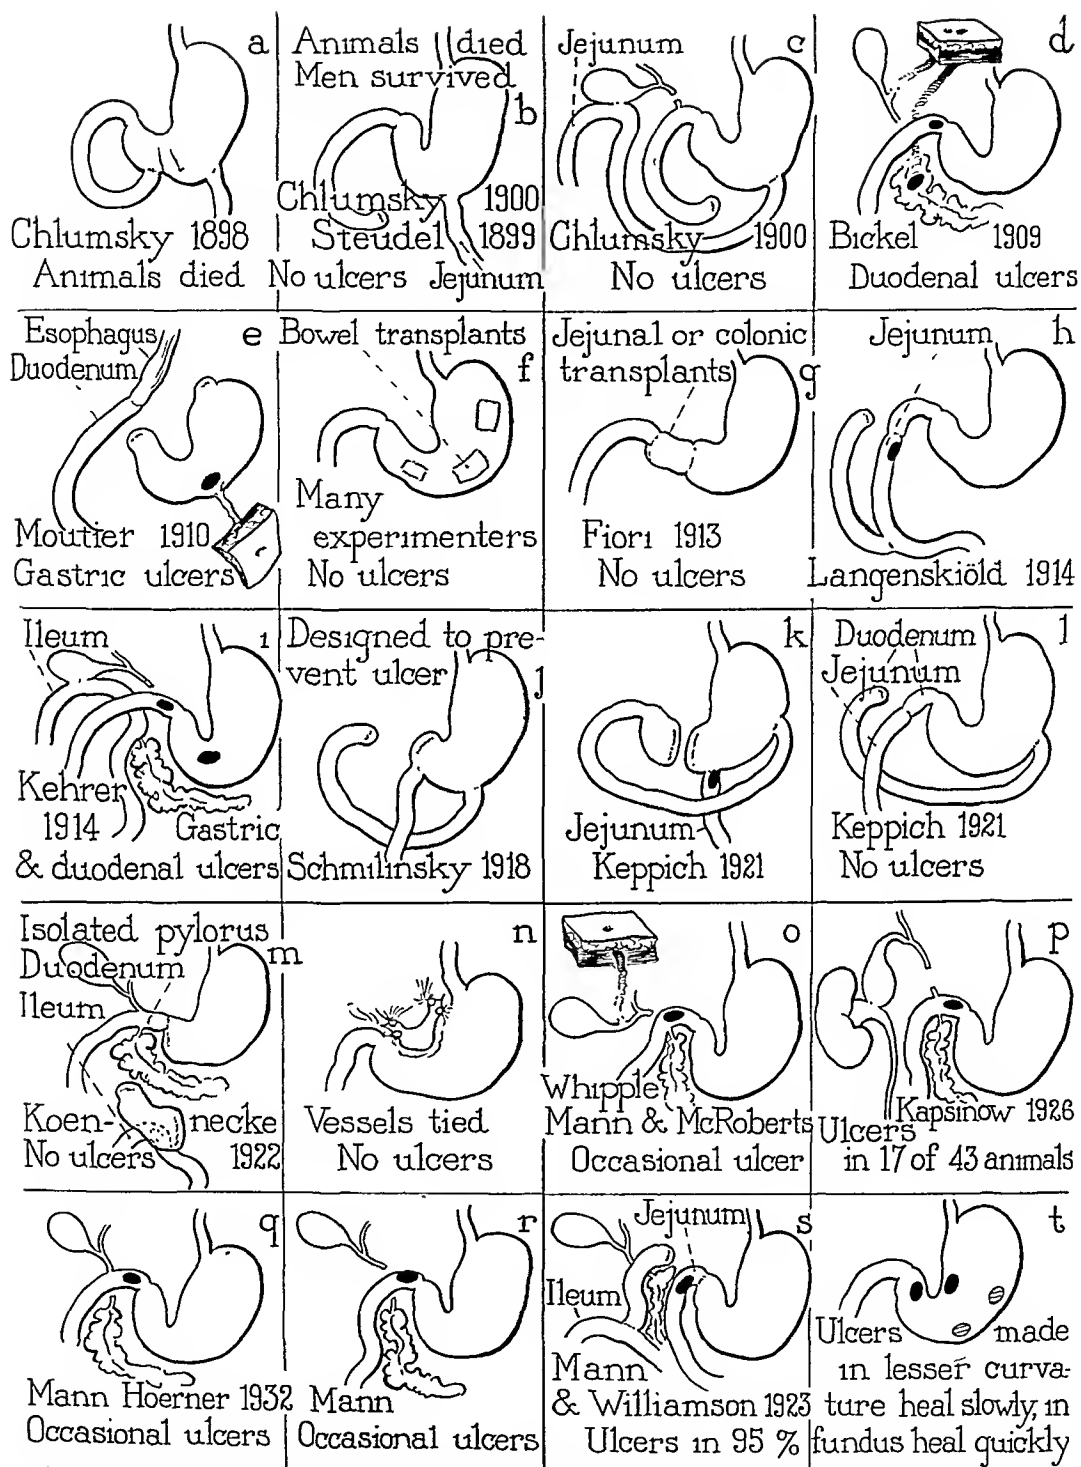 a
Chlumsky 1898
Animals died
Animals died
Men survived
b
Chlumsky 1900
Steudel 1899
No ulcers Jejunum
Jejunum
c
Chlumsky 1900
No ulcers
d
Bickel 1909
Duodenal ulcers
Esophagus
e
Duodenum
Moutier 1910
Gastric ulcers
Bowel transplants
f
Many
experimenters
No ulcers
Jejunal or colonic
transplants
g
Fiori 1913
No ulcers
Jejunum
h
Langenskiöld 1914
Ileum
i
Kehrer
1914 Gastric
& duodenal ulcers
Designed to pre-
vent ulcer
j
Schmilinsky 1918
k
Jejunum
Keppich 1921
Duodenum
l
Jejunum
Keppich 1921
No ulcers
Isolated pylorus
m
Duodenum
Ileum
Koen- necke
No ulcers 1922
n
Vessels tied
No ulcers
o
Whipple
Mann & McRoberts
Occasional ulcer
p
Kapsinow 1926
Ulcers
in 17 of 43 animals
q
Mann Hoerner 1932
Occasional ulcers
r
Mann
Occasional ulcers
Jejunum
s
Ileum
Mann
& Williamson 1923
Ulcers in 95 %
t
Ulcers made
in lesser curva-
ture heal slowly, in
fundus heal quickly